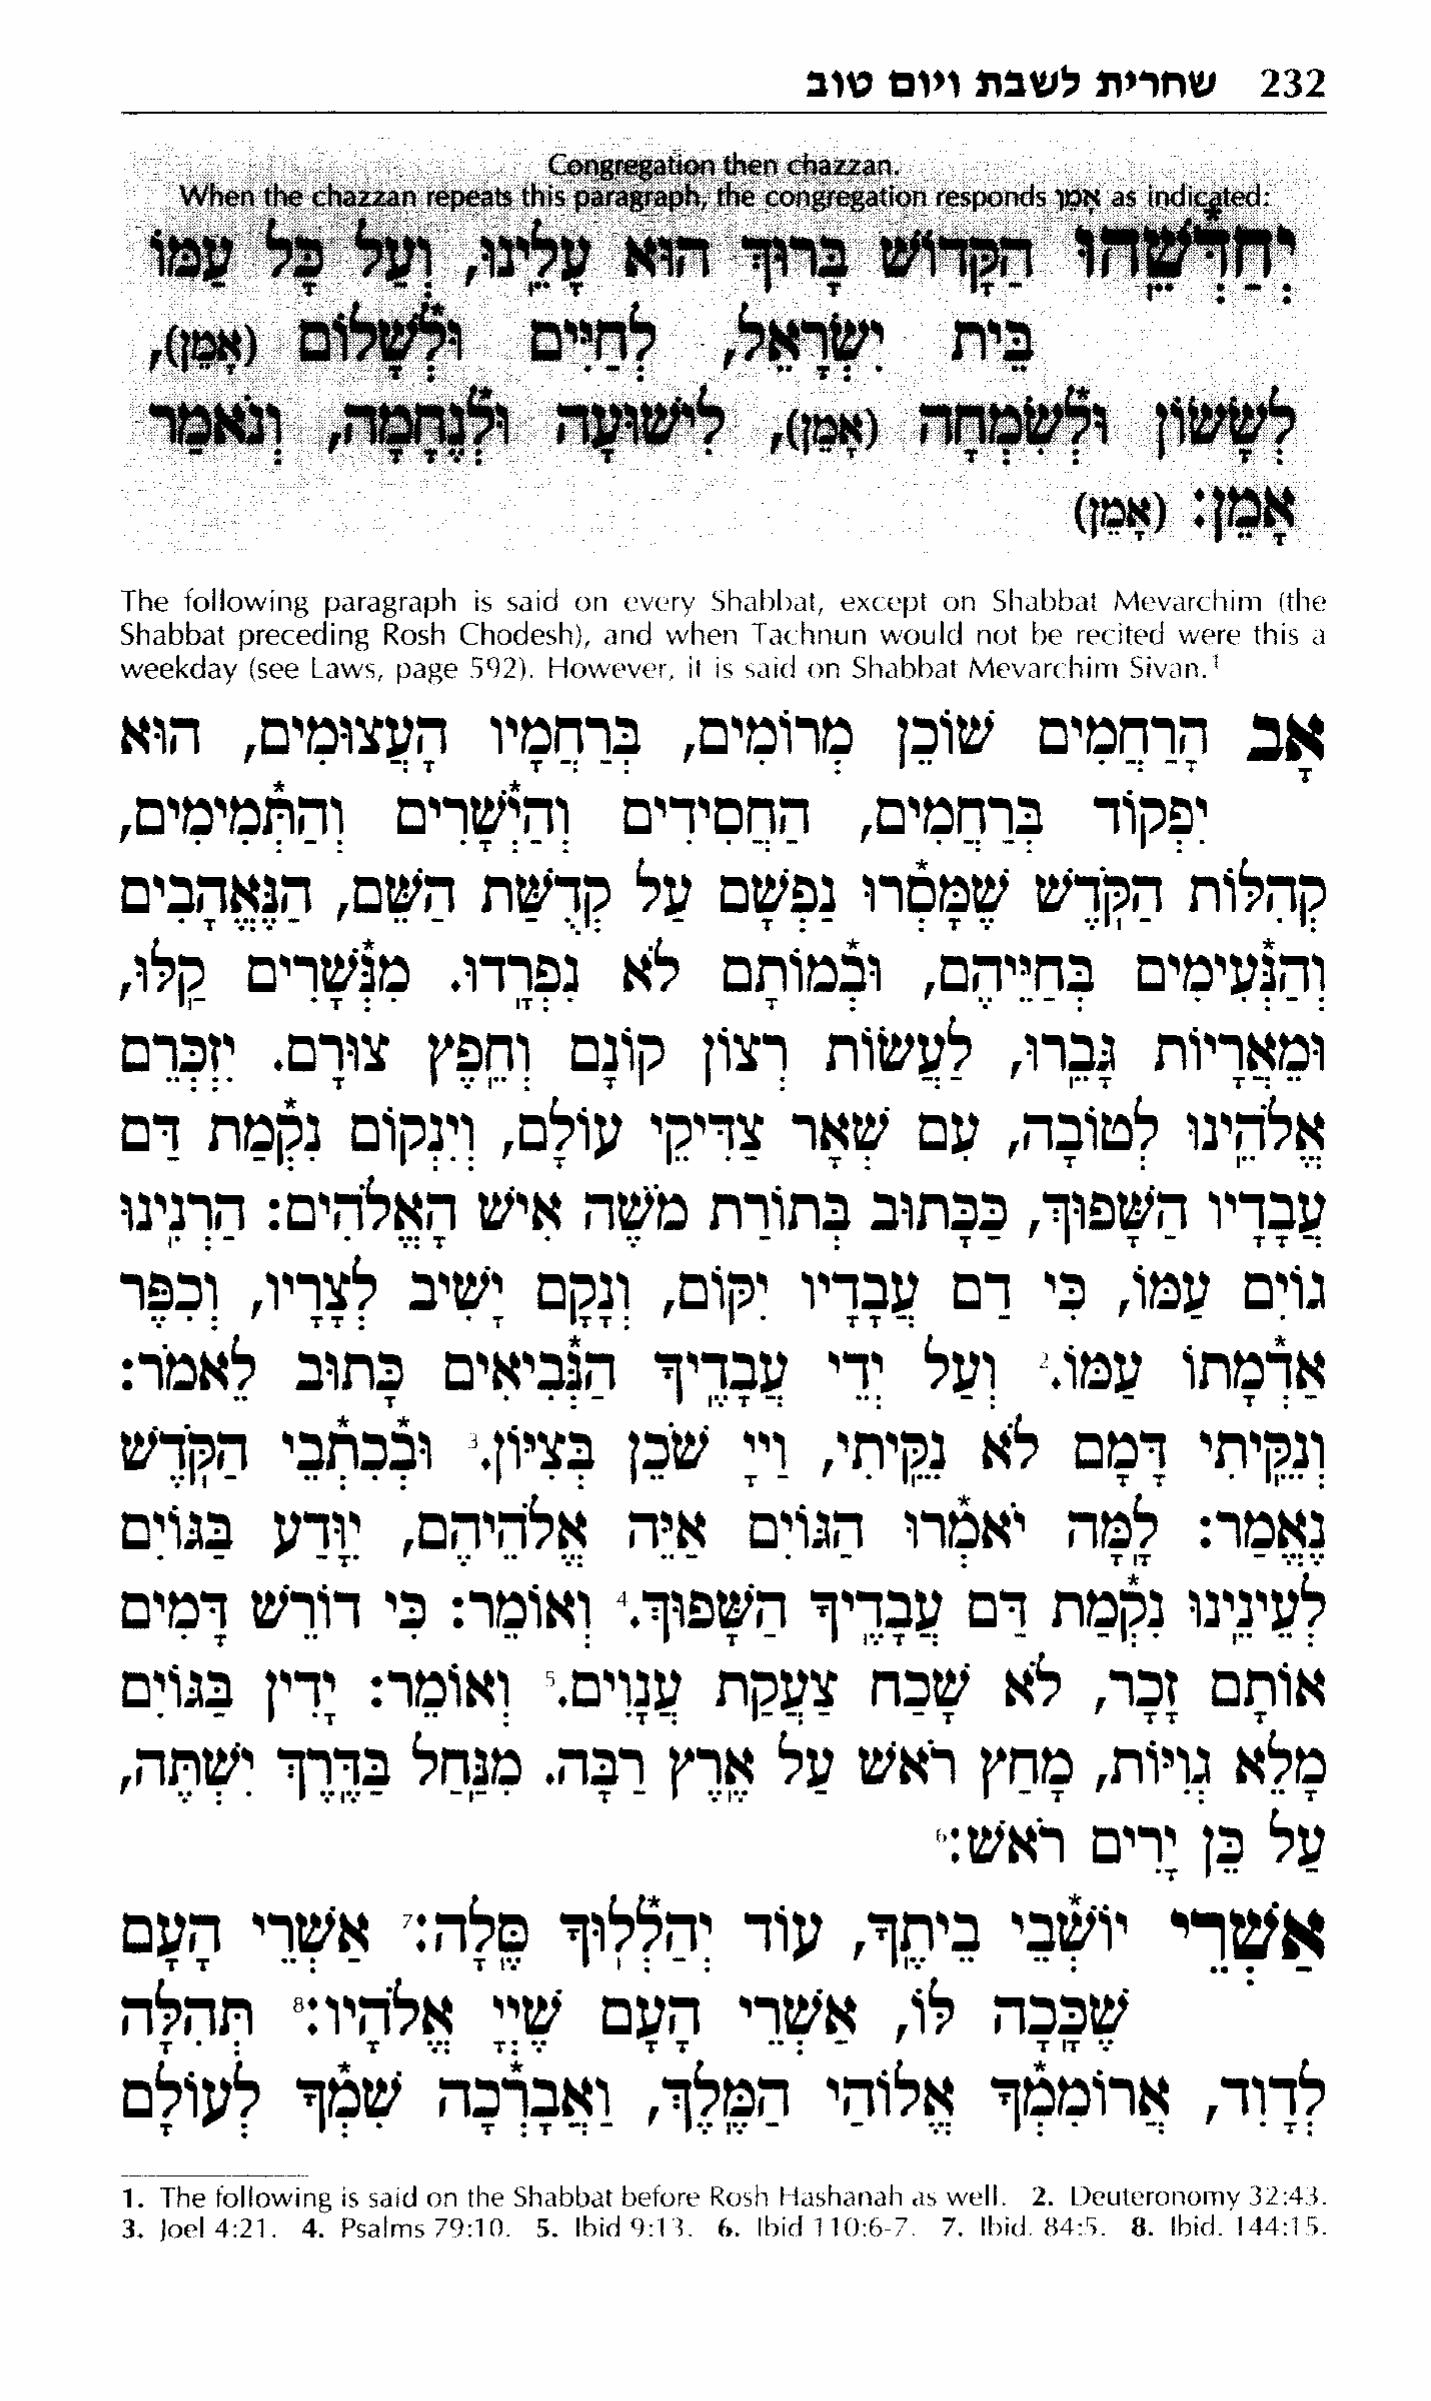 232 שחרית לשבת ויום טוב
Congregation then chazzan.
When the chazzan repeats this paragraph, the congregation responds אָמֵן as indicated:
יְחַדְּשֵׁהוּ הַקָּדוֹשׁ בָּרוּךְ הוּא עָלֵינוּ, וְעַל כָּל עַמּוֹ
בֵּית יִשְׂרָאֵל, לְחַיִּים וּלְשָׁלוֹם (אָמֵן),
לְשָׂשׂוֹן וּלְשִׂמְחָה (אָמֵן), לִישׁוּעָה וּלְנֶחָמָה, וְנֹאמַר
אָמֵן: (אָמֵן)
The following paragraph is said on every Shabbat, except on Shabbat Mevarchim (the
Shabbat preceding Rosh Chodesh), and when Tachnun would not be recited were this a
weekday (see Laws, page 592). However, it is said on Shabbat Mevarchim Sivan.¹
אָב הָרַחֲמִים שׁוֹכֵן מְרוֹמִים, בְּרַחֲמָיו הָעֲצוּמִים, הוּא
יִפְקוֹד בְּרַחֲמִים, הַחֲסִידִים וְהַיְשָׁרִים וְהַתְּמִימִים,
קְהִלּוֹת הַקֹּדֶשׁ שֶׁמָּסְרוּ נַפְשָׁם עַל קְדֻשַּׁת הַשֵּׁם, הַנֶּאֱהָבִים
וְהַנְּעִימִים בְּחַיֵּיהֶם, וּבְמוֹתָם לֹא נִפְרָדוּ. מִנְּשָׁרִים קַלּוּ,
וּמֵאֲרָיוֹת גָּבֵרוּ, לַעֲשׂוֹת רְצוֹן קוֹנָם וְחֵפֶץ צוּרָם. יִזְכְּרֵם
אֱלֹהֵינוּ לְטוֹבָה, עִם שְׁאָר צַדִּיקֵי עוֹלָם, וְיִנְקוֹם נִקְמַת דַּם
עֲבָדָיו הַשָּׁפוּךְ, כַּכָּתוּב בְּתוֹרַת מֹשֶׁה אִישׁ הָאֱלֹהִים: הַרְנִינוּ
גוֹיִם עַמּוֹ, כִּי דַם עֲבָדָיו יִקּוֹם, וְנָקָם יָשִׁיב לְצָרָיו, וְכִפֶּר
אַדְמָתוֹ עַמּוֹ.² וְעַל יְדֵי עֲבָדֶיךָ הַנְּבִיאִים כָּתוּב לֵאמֹר:
וְנִקֵּיתִי דָּמָם לֹא נִקֵּיתִי, וַיְיָ שֹׁכֵן בְּצִיּוֹן.³ וּבְכִתְבֵי הַקֹּדֶשׁ
נֶאֱמַר: לָמָּה יֹאמְרוּ הַגּוֹיִם אַיֵּה אֱלֹהֵיהֶם, יִוָּדַע בַּגּוֹיִם
לְעֵינֵינוּ נִקְמַת דַּם עֲבָדֶיךָ הַשָּׁפוּךְ.⁴ וְאוֹמֵר: כִּי דוֹרֵשׁ דָּמִים
אוֹתָם זָכָר, לֹא שָׁכַח צַעֲקַת עֲנָוִים.⁵ וְאוֹמֵר: יָדִין בַּגּוֹיִם
מָלֵא גְוִיּוֹת, מָחַץ רֹאשׁ עַל אֶרֶץ רַבָּה. מִנַּחַל בַּדֶּרֶךְ יִשְׁתֶּה,
עַל כֵּן יָרִים רֹאשׁ:⁶
אַשְׁרֵי יוֹשְׁבֵי בֵיתֶךָ, עוֹד יְהַלְלוּךָ סֶּלָה:⁷ אַשְׁרֵי הָעָם
שֶׁכָּכָה לּוֹ, אַשְׁרֵי הָעָם שֶׁיְיָ אֱלֹהָיו:⁸ תְּהִלָּה
לְדָוִד, אֲרוֹמִמְךָ אֱלוֹהַי הַמֶּלֶךְ, וַאֲבָרְכָה שִׁמְךָ לְעוֹלָם
1. The following is said on the Shabbat before Rosh Hashanah as well. 2. Deuteronomy 32:43.
3. Joel 4:21. 4. Psalms 79:10. 5. Ibid 9:13. 6. Ibid 110:6-7. 7. Ibid. 84:5. 8. Ibid. 144:15.